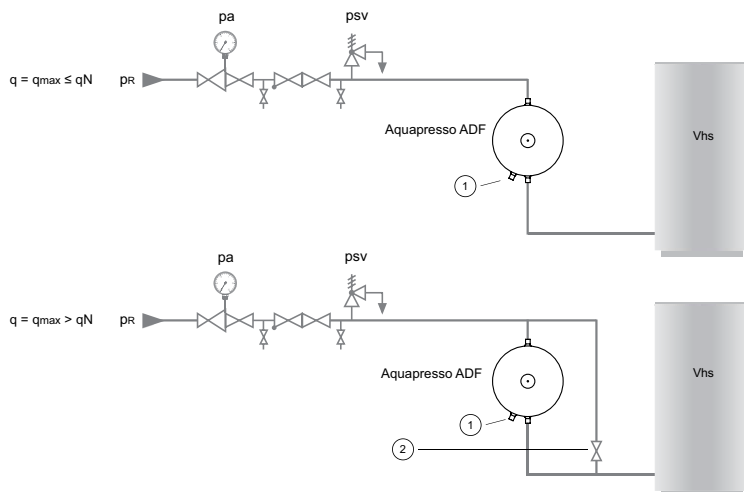 pa
psv
q = qmax ≤ qN
pR
Aquapresso ADF
Vhs
1
pa
psv
q = qmax > qN
pR
Aquapresso ADF
Vhs
1
2